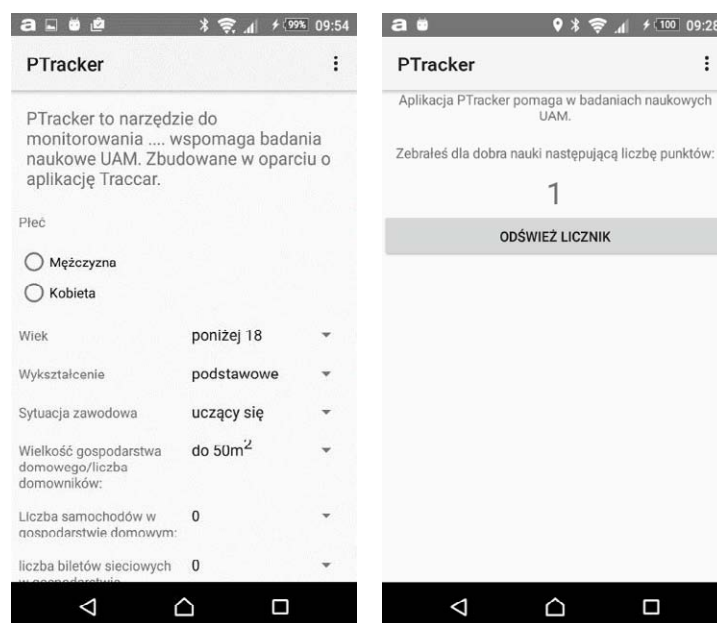 a 99% 09:54
PTracker
PTracker to narzędzie do
monitorowania .... wspomaga badania
naukowe UAM. Zbudowane w oparciu o
aplikację Traccar.
Płeć
Mężczyzna
Kobieta
Wiek poniżej 18
Wykształcenie podstawowe
Sytuacja zawodowa uczący się
Wielkość gospodarstwa do 50m²
domowego/liczba
domowników:
Liczba samochodów w 0
gospodarstwie domowym:
liczba biletów sieciowych 0
w gospodarstwie
a 100 09:28
PTracker
Aplikacja PTracker pomaga w badaniach naukowych
UAM.
Zebrałeś dla dobra nauki następującą liczbę punktów:
1
ODŚWIEŻ LICZNIK